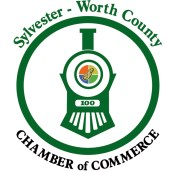 Sylvester - Worth County
100
CHAMBER of COMMERCE